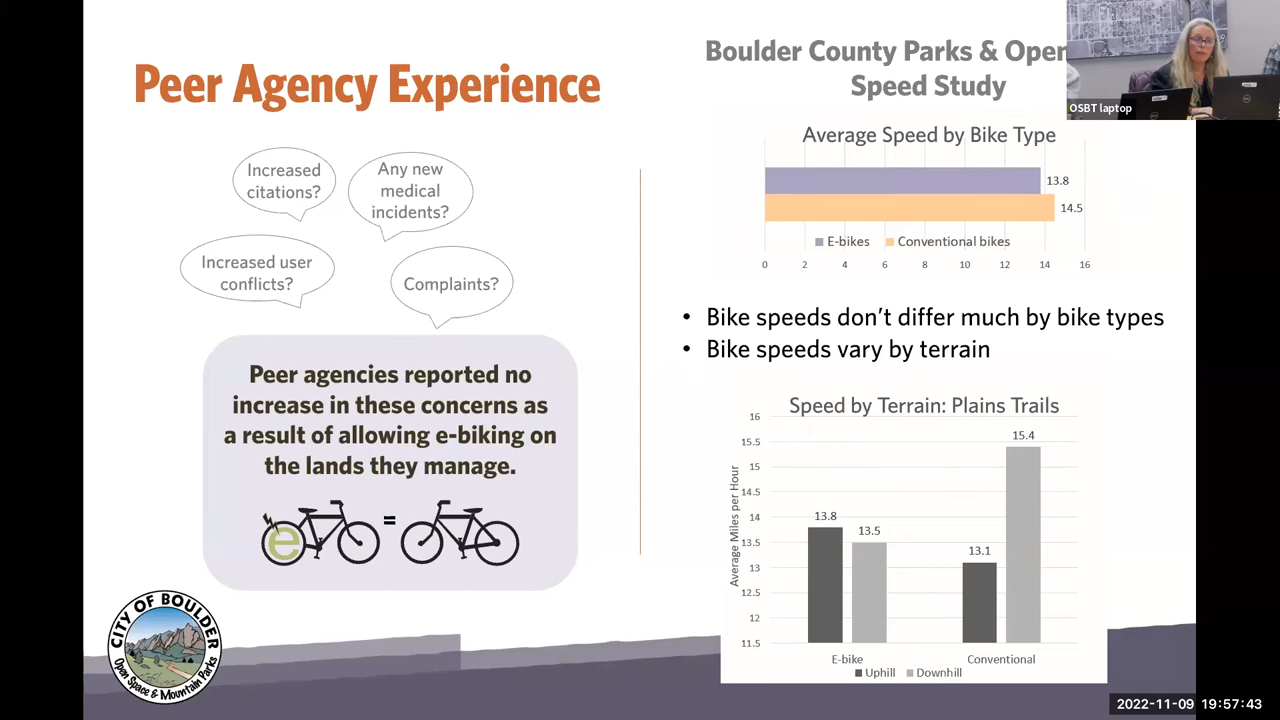 Peer Agency Experience
Increased
citations?
Any new
medical
incidents?
Increased user
conflicts?
Complaints?
Peer agencies reported no
increase in these concerns as
a result of allowing e-biking on
the lands they manage.
e
=
CITY OF BOULDER
Open Space & Mountain Parks
Boulder County Parks & Open
Speed Study
Average Speed by Bike Type
13.8
14.5
E-bikes Conventional bikes
0 2 4 6 8 10 12 14 16
• Bike speeds don't differ much by bike types
• Bike speeds vary by terrain
Speed by Terrain: Plains Trails
Average Miles per Hour
16
15.5
15
14.5
14
13.5
13
12.5
12
11.5
13.8
13.5
13.1
15.4
E-bike Conventional
Uphill Downhill
OSBT laptop
2022-11-09 19:57:43